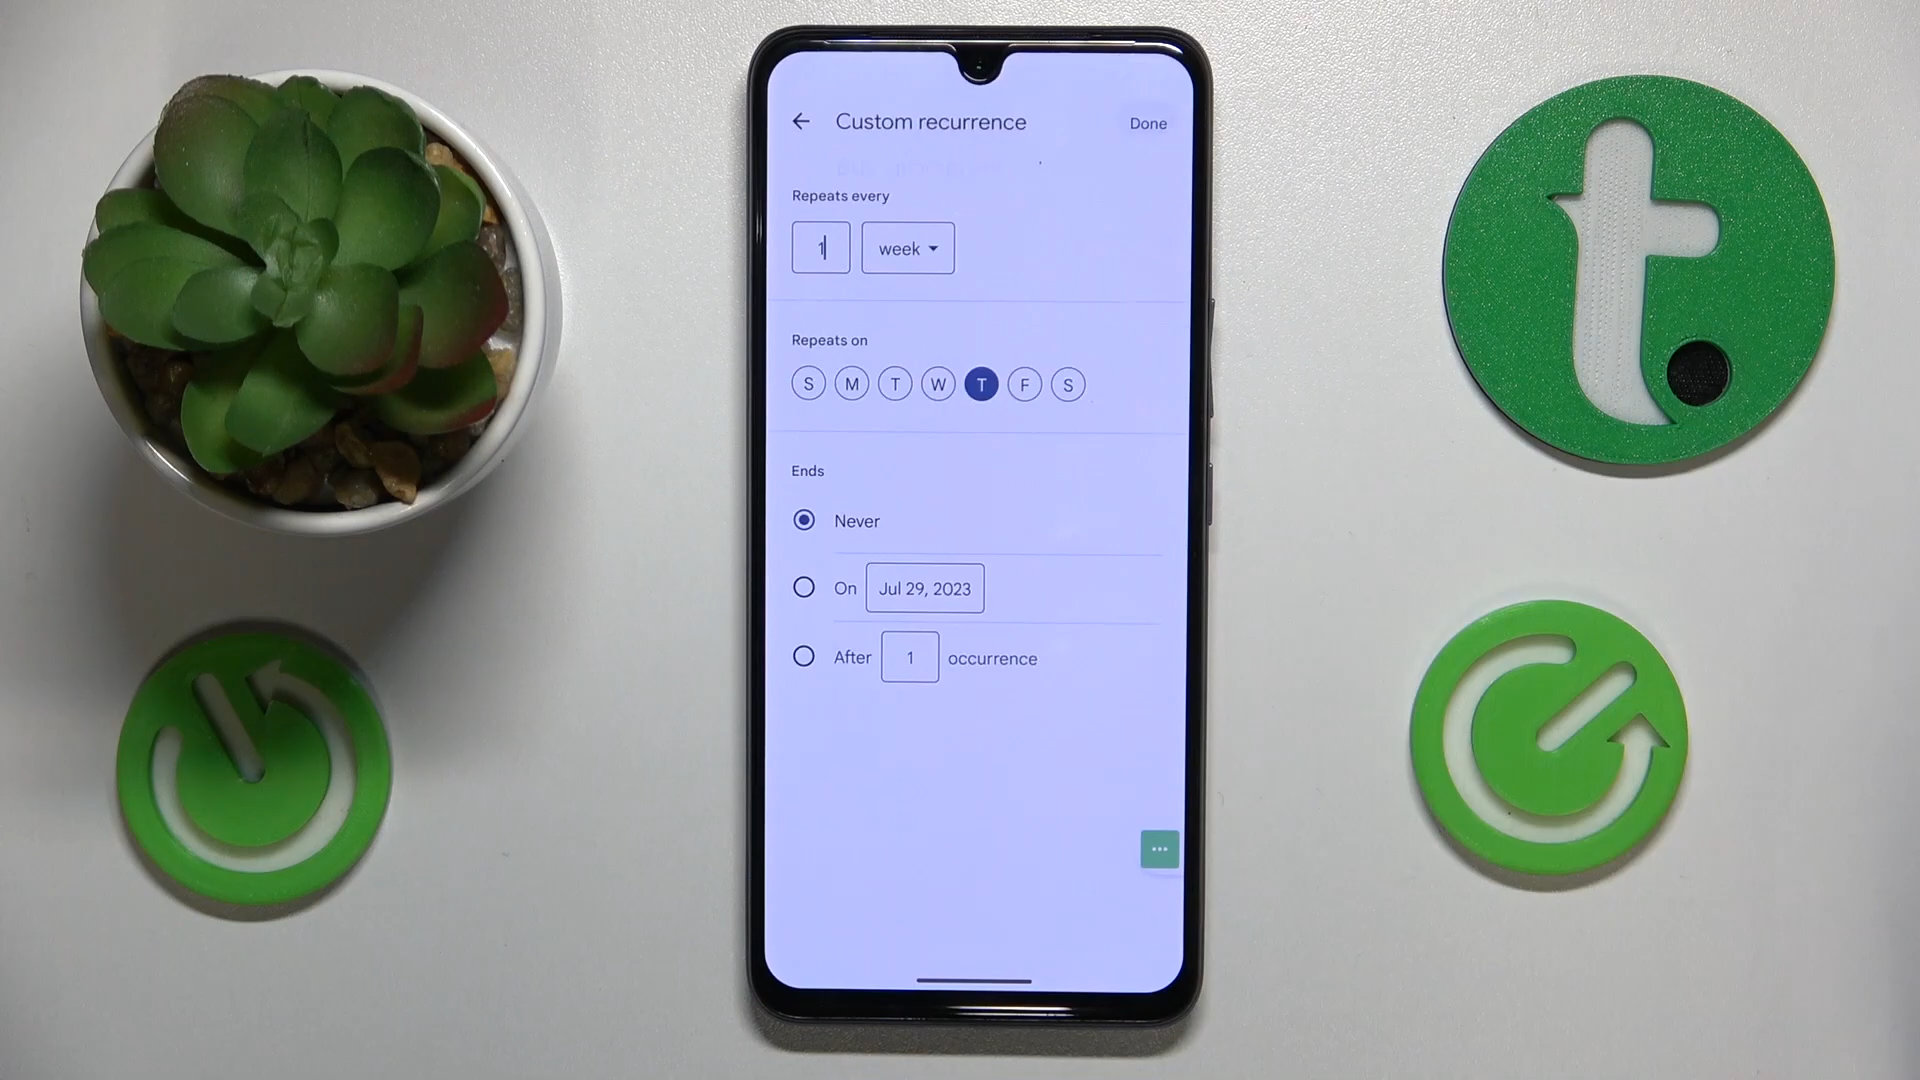 Custom recurrence Done
Repeats every
1 week
Repeats on
S M T W T F S
Ends
Never
On Jul 29, 2023
After 1 occurrence
t.